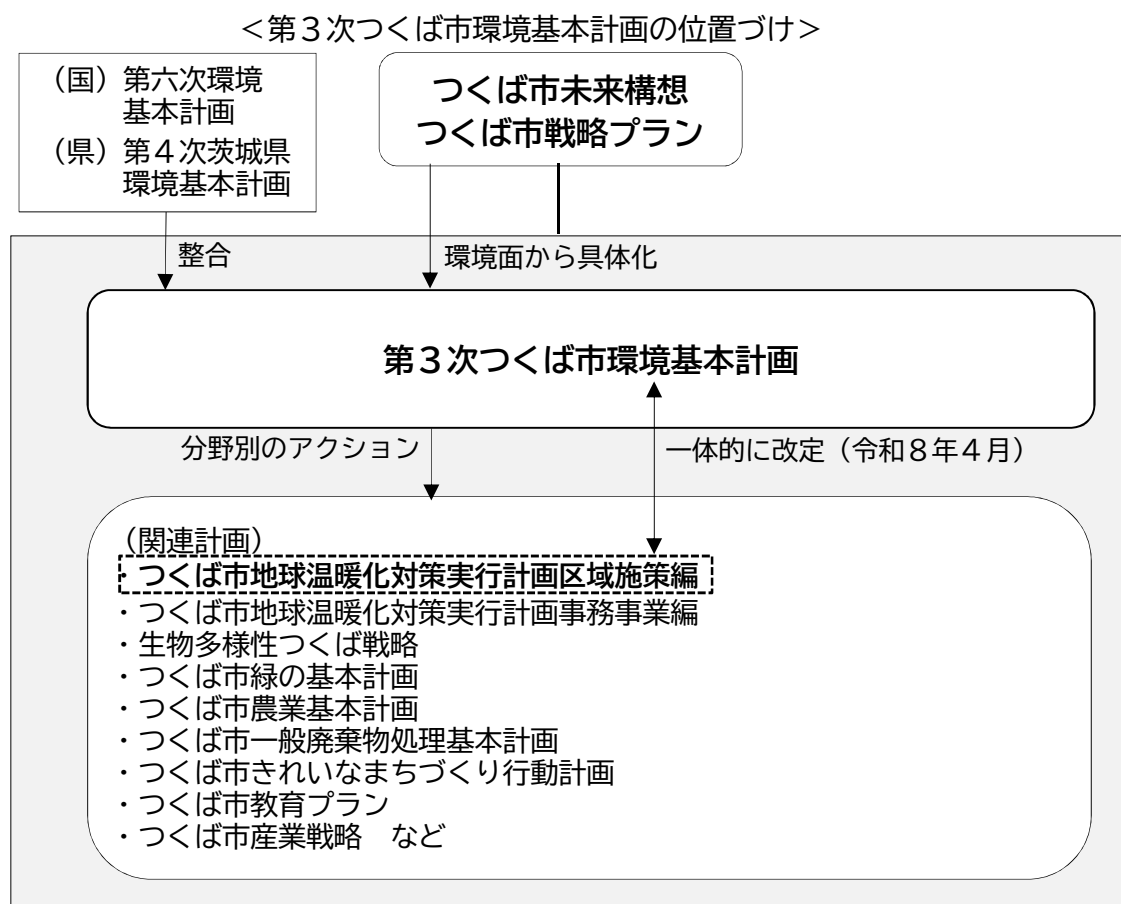 ＜第３次つくば市環境基本計画の位置づけ＞
（国）第六次環境
基本計画
（県）第４次茨城県
環境基本計画
つくば市未来構想
つくば市戦略プラン
整合
環境面から具体化
第３次つくば市環境基本計画
分野別のアクション
一体的に改定（令和８年４月）
（関連計画）
・つくば市地球温暖化対策実行計画区域施策編
・つくば市地球温暖化対策実行計画事務事業編
・生物多様性つくば戦略
・つくば市緑の基本計画
・つくば市農業基本計画
・つくば市一般廃棄物処理基本計画
・つくば市きれいなまちづくり行動計画
・つくば市教育プラン
・つくば市産業戦略　など